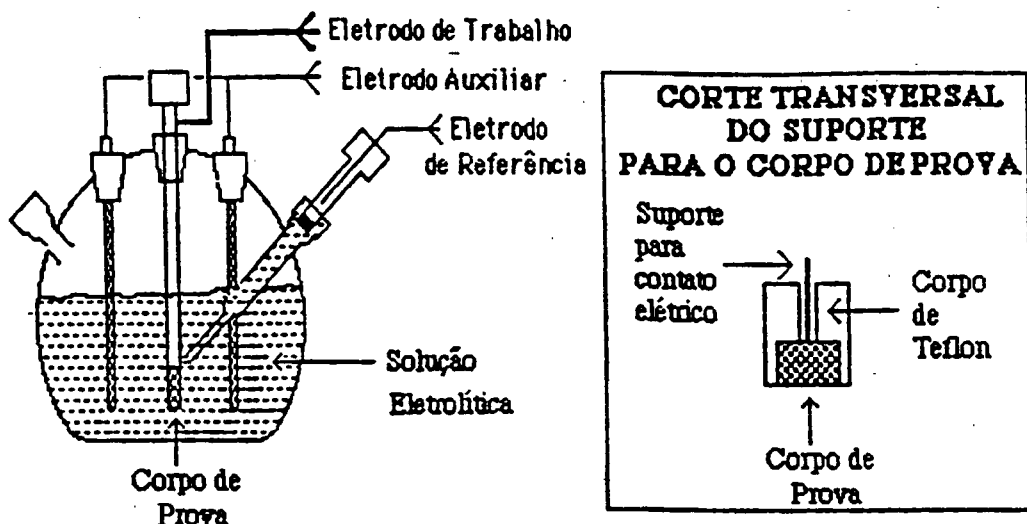 Eletrodo de Trabalho
Eletrodo Auxiliar
Eletrodo
de Referência
Solução
Eletrolítica
Corpo de
Prova
CORTE TRANSVERSAL
DO SUPORTE
PARA O CORPO DE PROVA
Suporte
para
contato
elétrico
Corpo
de
Teflon
Corpo de
Prova